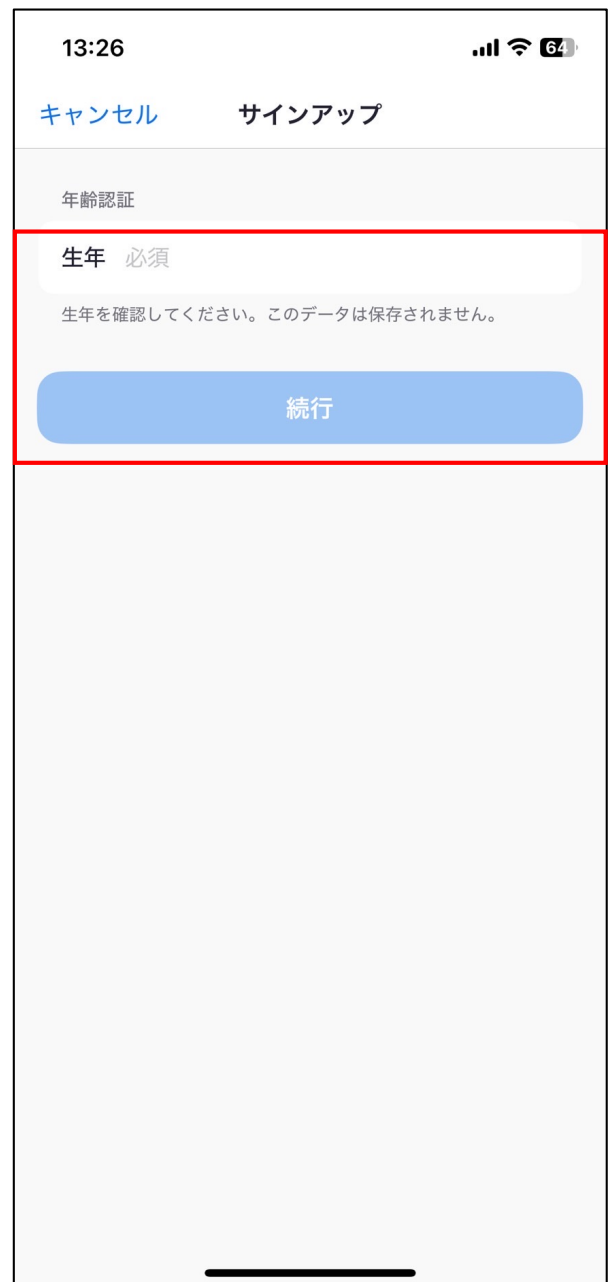 13:26
64
キャンセル サインアップ
年齢認証
生年 必須
生年を確認してください。このデータは保存されません。
続行